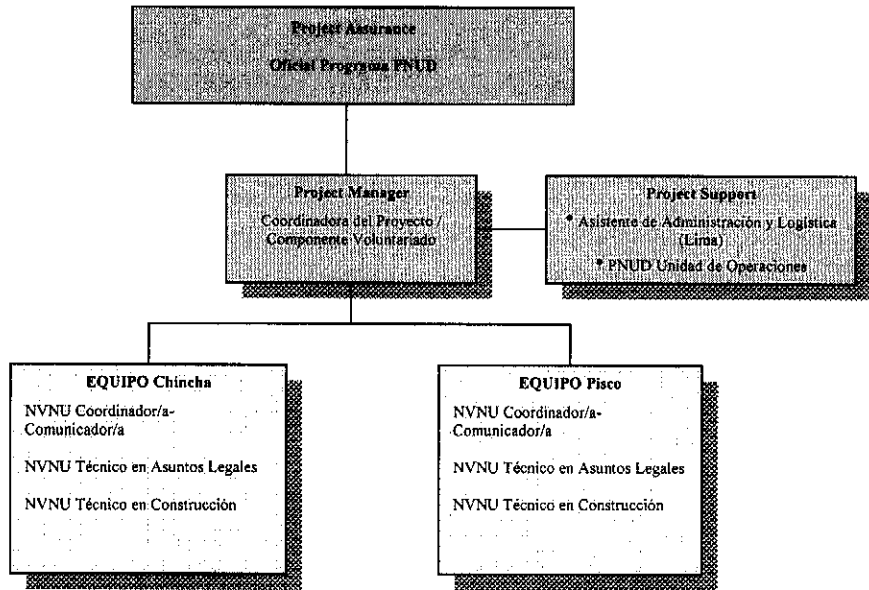 Project Assurance
Oficial Programa PNUD
Project Manager
Coordinadora del Proyecto /
Componente Voluntariado
Project Support
* Asistente de Administración y Logística
(Lima)
* PNUD Unidad de Operaciones
EQUIPO Chincha
NVNU Coordinador/a-
Comunicador/a
NVNU Técnico en Asuntos Legales
NVNU Técnico en Construcción
EQUIPO Pisco
NVNU Coordinador/a-
Comunicador/a
NVNU Técnico en Asuntos Legales
NVNU Técnico en Construcción